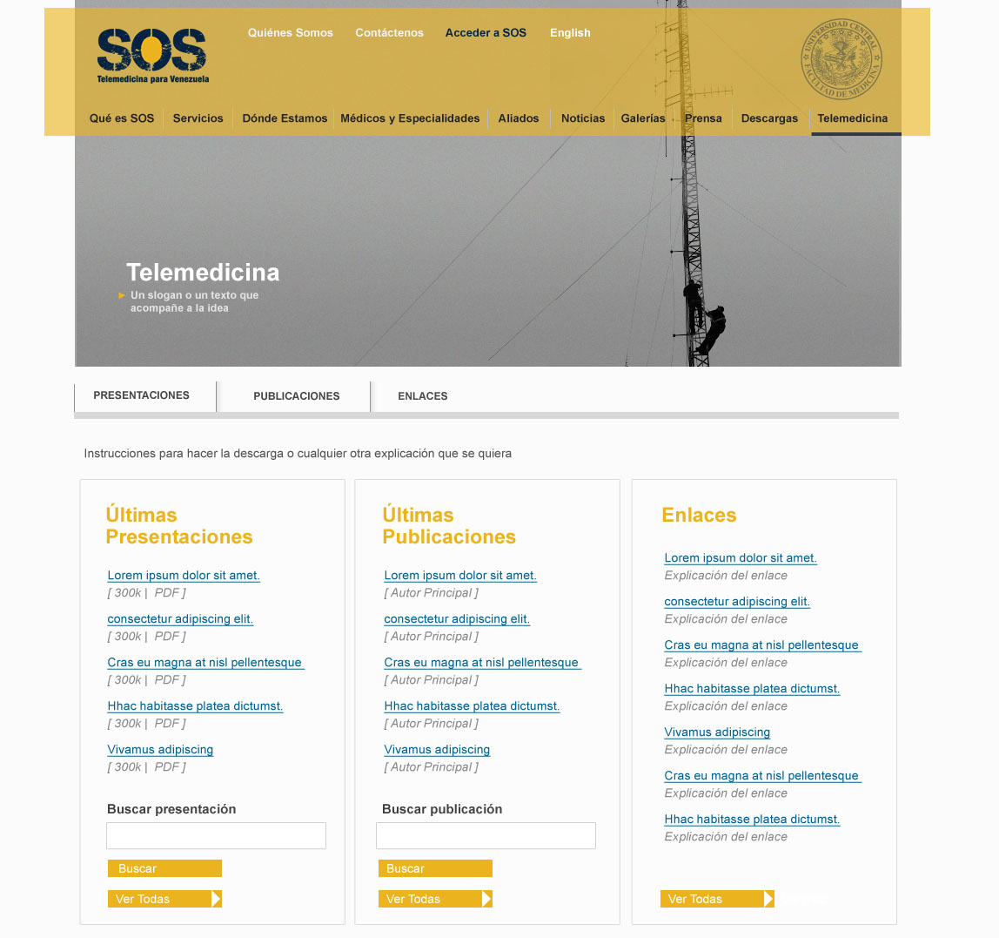 SOS
Telemedicina para Venezuela
Quiénes Somos Contáctenos Acceder a SOS English
UNIVERSIDAD CENTRAL
FACULTAD DE MEDICINA
Qué es SOS Servicios Dónde Estamos Médicos y Especialidades Aliados Noticias Galerías Prensa Descargas Telemedicina
Telemedicina
Un slogan o un texto que
acompañe a la idea
PRESENTACIONES PUBLICACIONES ENLACES
Instrucciones para hacer la descarga o cualquier otra explicación que se quiera
Últimas
Presentaciones
Lorem ipsum dolor sit amet.
[ 300k | PDF ]
consectetur adipiscing elit.
[ 300k | PDF ]
Cras eu magna at nisl pellentesque
[ 300k | PDF ]
Hhac habitasse platea dictumst.
[ 300k | PDF ]
Vivamus adipiscing
[ 300k | PDF ]
Buscar presentación
Buscar
Ver Todas
Últimas
Publicaciones
Lorem ipsum dolor sit amet.
[ Autor Principal ]
consectetur adipiscing elit.
[ Autor Principal ]
Cras eu magna at nisl pellentesque
[ Autor Principal ]
Hhac habitasse platea dictumst.
[ Autor Principal ]
Vivamus adipiscing
[ Autor Principal ]
Buscar publicación
Buscar
Ver Todas
Enlaces
Lorem ipsum dolor sit amet.
Explicación del enlace
consectetur adipiscing elit.
Explicación del enlace
Cras eu magna at nisl pellentesque
Explicación del enlace
Hhac habitasse platea dictumst.
Explicación del enlace
Vivamus adipiscing
Explicación del enlace
Cras eu magna at nisl pellentesque
Explicación del enlace
Hhac habitasse platea dictumst.
Explicación del enlace
Ver Todas